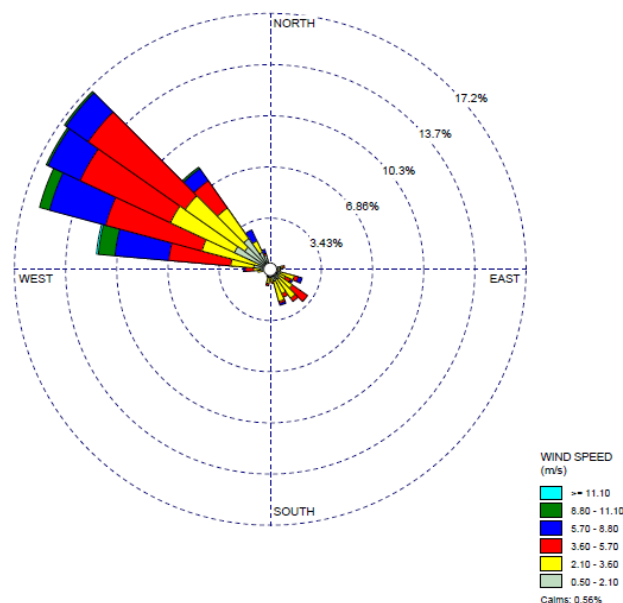 NORTH
17.2%
13.7%
10.3%
6.86%
3.43%
WEST
EAST
SOUTH
WIND SPEED
(m/s)
>= 11.10
8.80 - 11.10
5.70 - 8.80
3.60 - 5.70
2.10 - 3.60
0.50 - 2.10
Calms: 0.56%